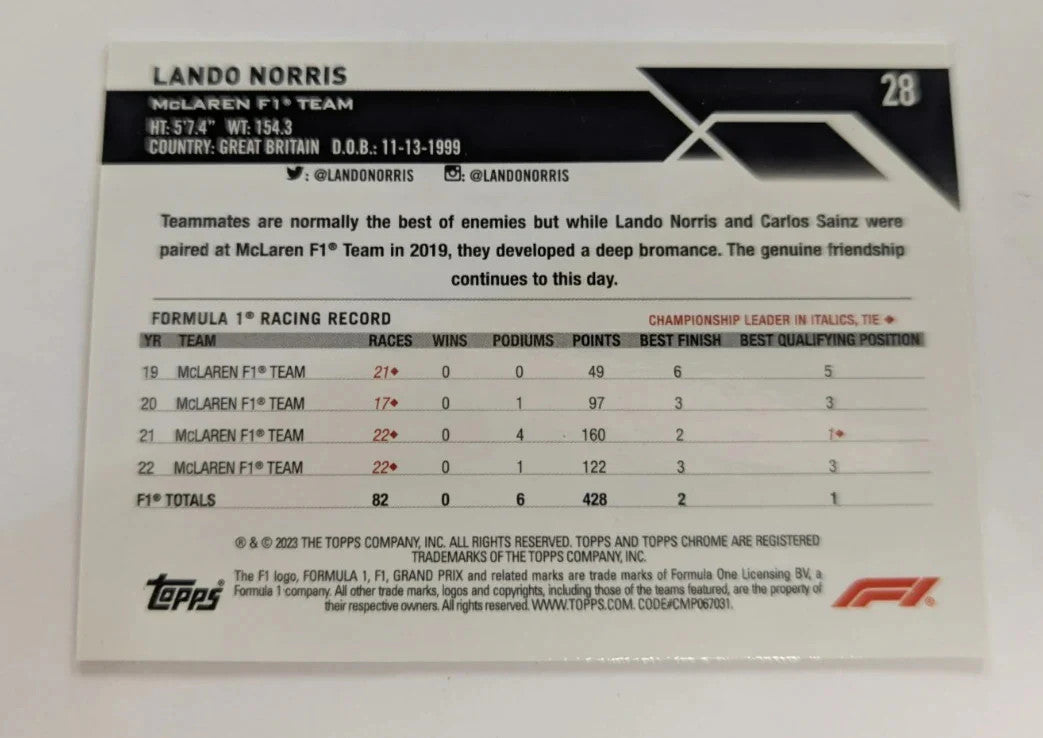 LANDO NORRIS
28
McLAREN F1® TEAM
HT: 5'7.4" WT: 154.3
COUNTRY: GREAT BRITAIN D.O.B.: 11-13-1999
: @LANDONORRIS : @LANDONORRIS
Teammates are normally the best of enemies but while Lando Norris and Carlos Sainz were
paired at McLaren F1® Team in 2019, they developed a deep bromance. The genuine friendship
continues to this day.
FORMULA 1® RACING RECORD CHAMPIONSHIP LEADER IN ITALICS, TIE ♦
YR TEAM RACES WINS PODIUMS POINTS BEST FINISH BEST QUALIFYING POSITION
19 McLAREN F1® TEAM 21♦ 0 0 49 6 5
20 McLAREN F1® TEAM 17♦ 0 1 97 3 3
21 McLAREN F1® TEAM 22♦ 0 4 160 2 1♦
22 McLAREN F1® TEAM 22♦ 0 1 122 3 3
F1® TOTALS 82 0 6 428 2 1
® & © 2023 THE TOPPS COMPANY, INC. ALL RIGHTS RESERVED. TOPPS AND TOPPS CHROME ARE REGISTERED
TRADEMARKS OF THE TOPPS COMPANY, INC.
The F1 logo, FORMULA 1, F1, GRAND PRIX and related marks are trade marks of Formula One Licensing BV, a
Formula 1 company. All other trade marks, logos and copyrights, including those of the teams featured, are the property of
their respective owners. All rights reserved. WWW.TOPPS.COM. CODE#CMP067031.
Topps®
F1®